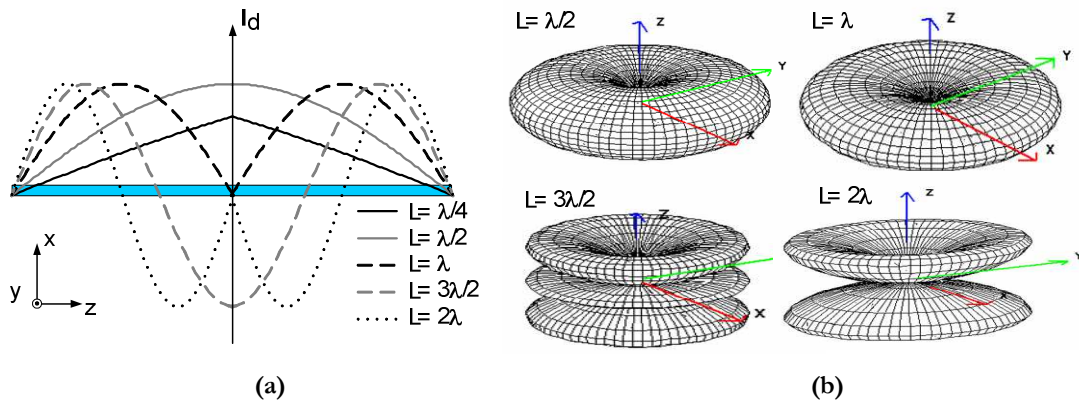 I_d
L= λ/4
L= λ/2
L= λ
L= 3λ/2
L= 2λ
x
y
z
(a)
L= λ/2
Z
Y
X
L= λ
Z
Y
X
L= 3λ/2
Z
X
L= 2λ
Z
Y
X
(b)